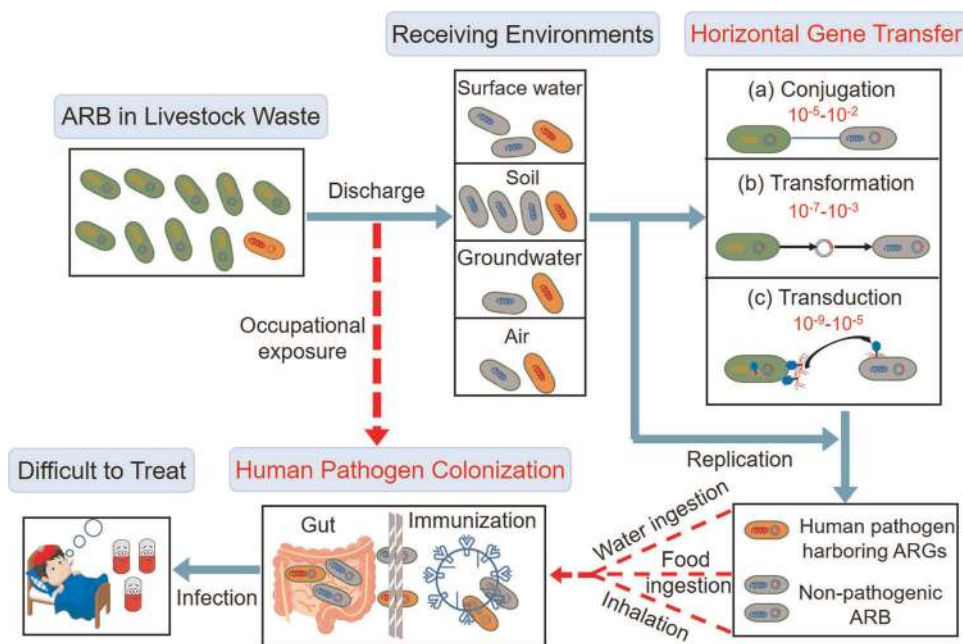 Receiving Environments
Horizontal Gene Transfer
ARB in Livestock Waste
Surface water
Soil
Groundwater
Air
(a) Conjugation
10⁻⁵-10⁻²
(b) Transformation
10⁻⁷-10⁻³
(c) Transduction
10⁻⁹-10⁻⁵
Discharge
Occupational
exposure
Replication
Difficult to Treat
Human Pathogen Colonization
Gut
Immunization
Infection
Water ingestion
Food
ingestion
Inhalation
Human pathogen
harboring ARGs
Non-pathogenic
ARB